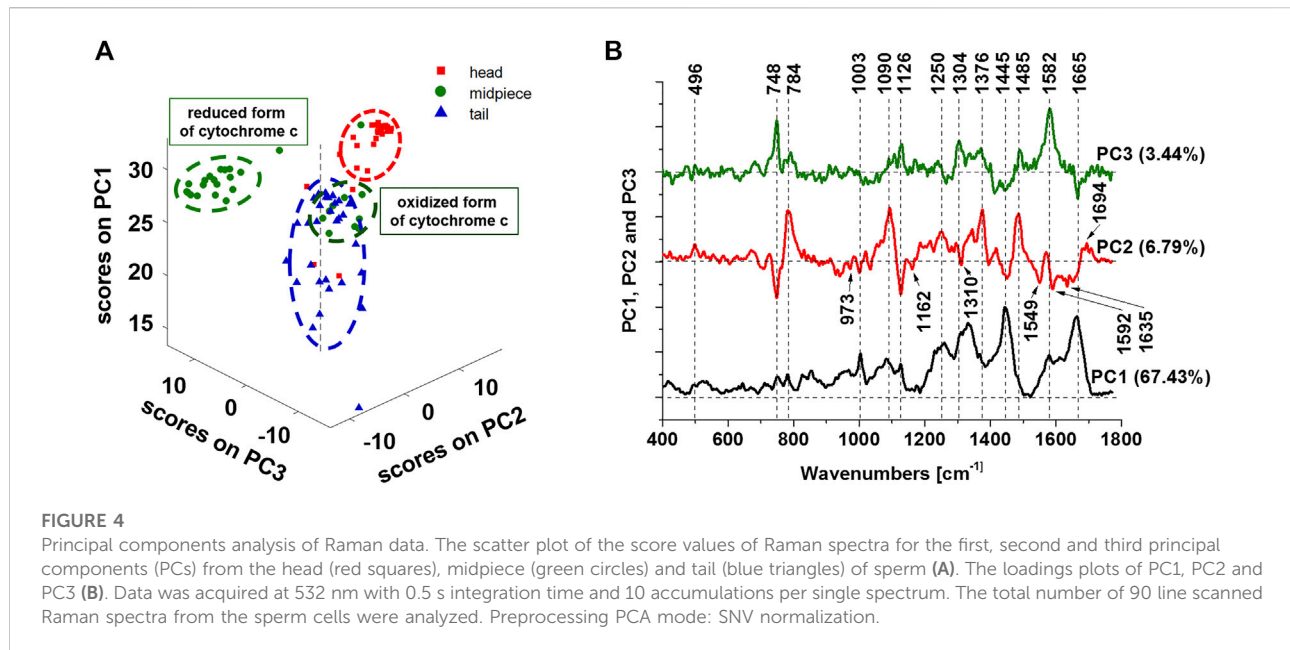 A
head
midpiece
tail
reduced form
of cytochrome c
oxidized form
of cytochrome c
30
25
20
15
scores on PC1
10
0
-10
scores on PC3
-10
0
10
scores on PC2
B
496
748
784
1003
1090
1126
1250
1304
1376
1445
1485
1582
1665
PC3 (3.44%)
1694
PC2 (6.79%)
973
1162
1310
1549
1592
1635
PC1 (67.43%)
PC1, PC2 and PC3
400 600 800 1000 1200 1400 1600 1800
Wavenumbers [cm⁻¹]
FIGURE 4
Principal components analysis of Raman data. The scatter plot of the score values of Raman spectra for the first, second and third principal
components (PCs) from the head (red squares), midpiece (green circles) and tail (blue triangles) of sperm (A). The loadings plots of PC1, PC2 and
PC3 (B). Data was acquired at 532 nm with 0.5 s integration time and 10 accumulations per single spectrum. The total number of 90 line scanned
Raman spectra from the sperm cells were analyzed. Preprocessing PCA mode: SNV normalization.